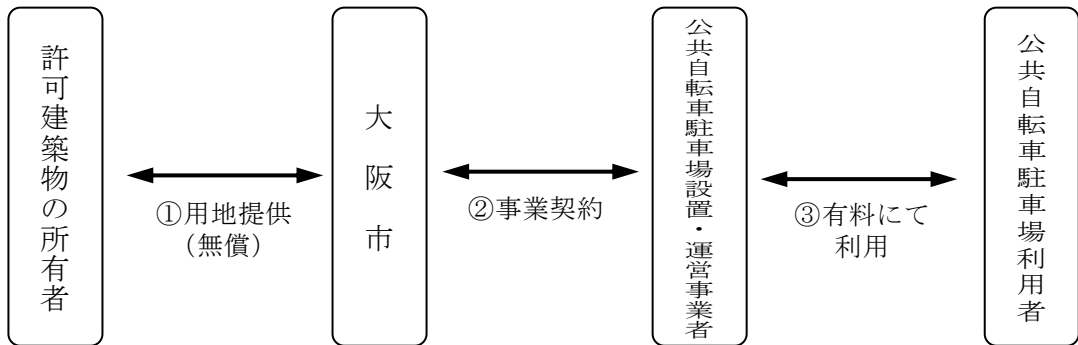 許可建築物の所有者
①用地提供
(無償)
大阪市
②事業契約
公共自転車駐車場設置・運営事業者
③有料にて
利用
公共自転車駐車場利用者